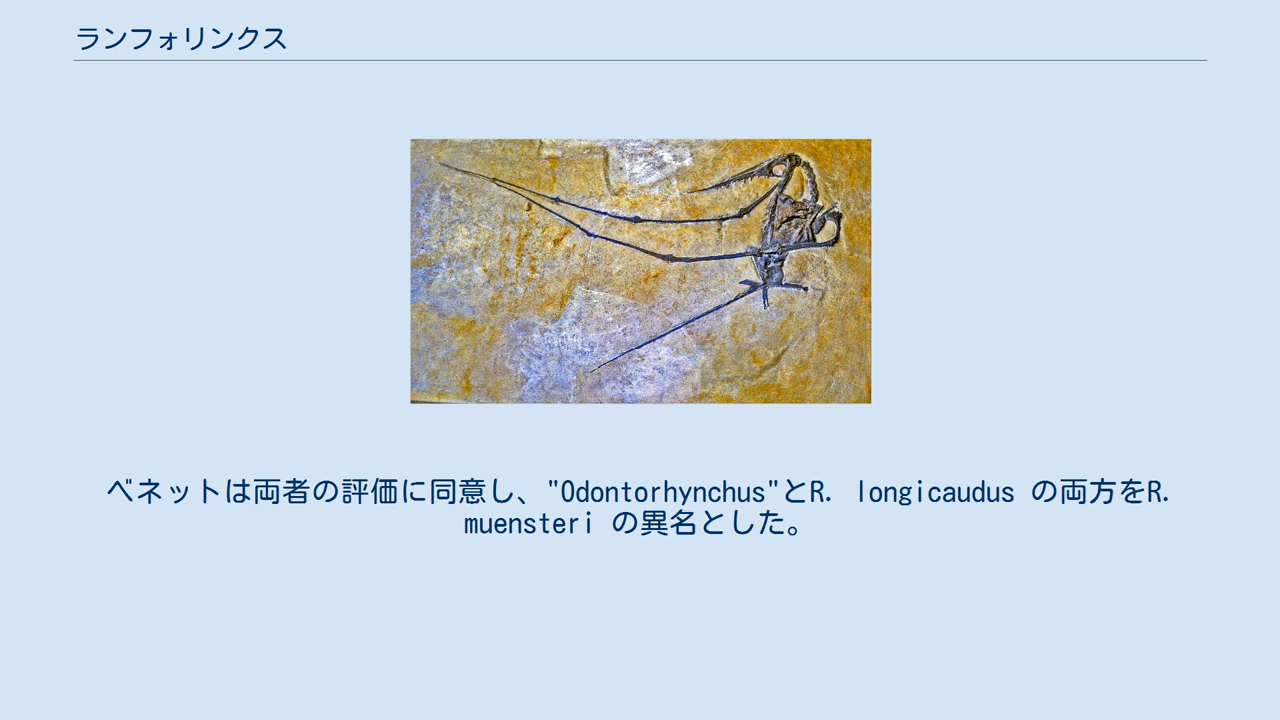 ランフォリンクス
ベネットは両者の評価に同意し、"Odontorhynchus"とR. longicaudus の両方をR.
muensteri の異名とした。